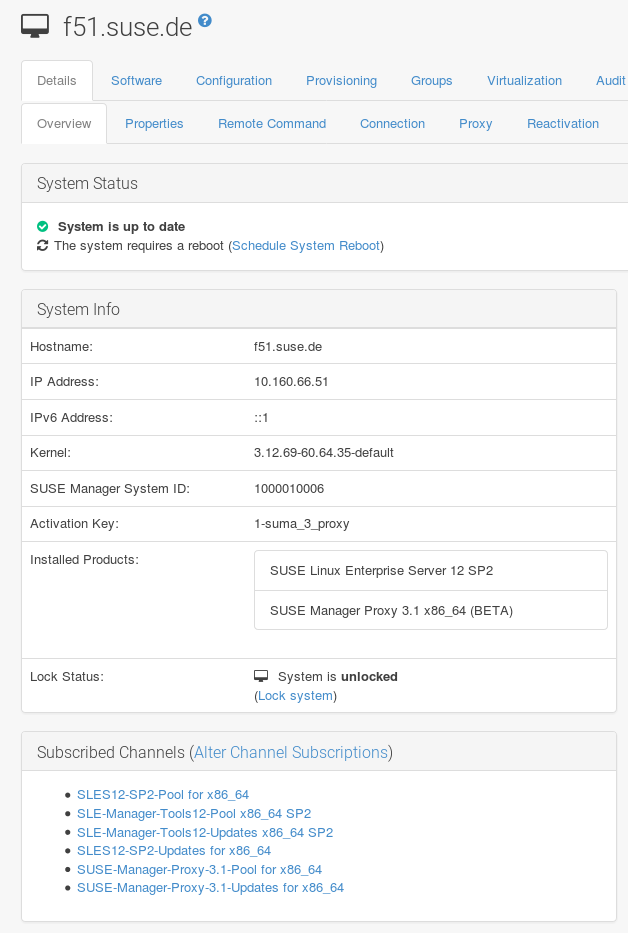 f51.suse.de ?
Details Software Configuration Provisioning Groups Virtualization Audit
Overview Properties Remote Command Connection Proxy Reactivation
System Status
System is up to date
The system requires a reboot (Schedule System Reboot)
System Info
Hostname: f51.suse.de
IP Address: 10.160.66.51
IPv6 Address: ::1
Kernel: 3.12.69-60.64.35-default
SUSE Manager System ID: 1000010006
Activation Key: 1-suma_3_proxy
Installed Products: SUSE Linux Enterprise Server 12 SP2
SUSE Manager Proxy 3.1 x86_64 (BETA)
Lock Status: System is unlocked
(Lock system)
Subscribed Channels (Alter Channel Subscriptions)
• SLES12-SP2-Pool for x86_64
• SLE-Manager-Tools12-Pool x86_64 SP2
• SLE-Manager-Tools12-Updates x86_64 SP2
• SLES12-SP2-Updates for x86_64
• SUSE-Manager-Proxy-3.1-Pool for x86_64
• SUSE-Manager-Proxy-3.1-Updates for x86_64